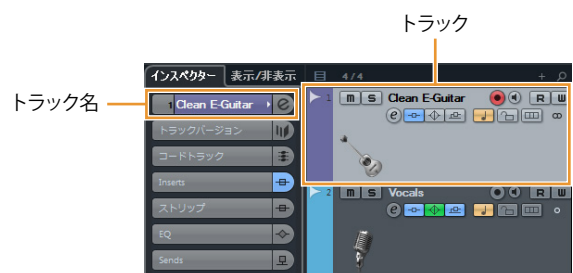 トラック
インスペクター 表示/非表示 4/4
トラック名
1 Clean E-Guitar e
1 m S Clean E-Guitar R W
e
トラックバージョン
コードトラック
Inserts
2 m S Vocals R W
e
ストリップ
EQ
Sends